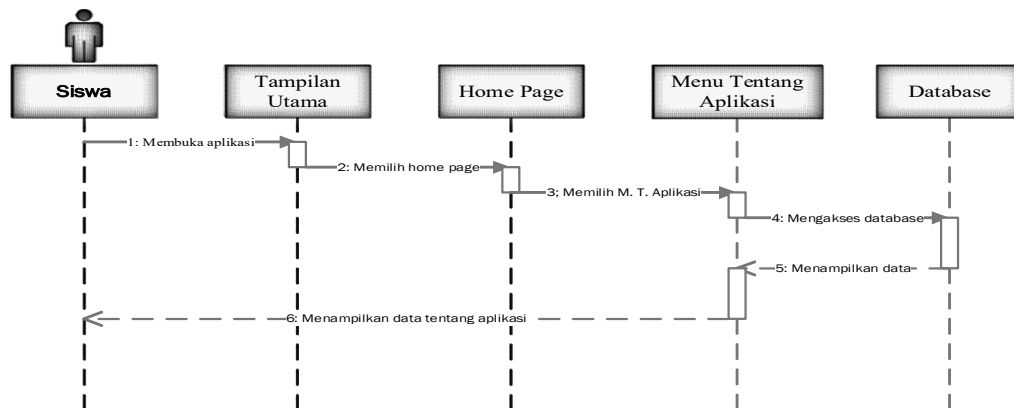 Siswa
Tampilan
Utama
Home Page
Menu Tentang
Aplikasi
Database
1: Membuka aplikasi
2: Memilih home page
3; Memilih M. T. Aplikasi
4: Mengakses database
5: Menampilkan data
6: Menampilkan data tentang aplikasi